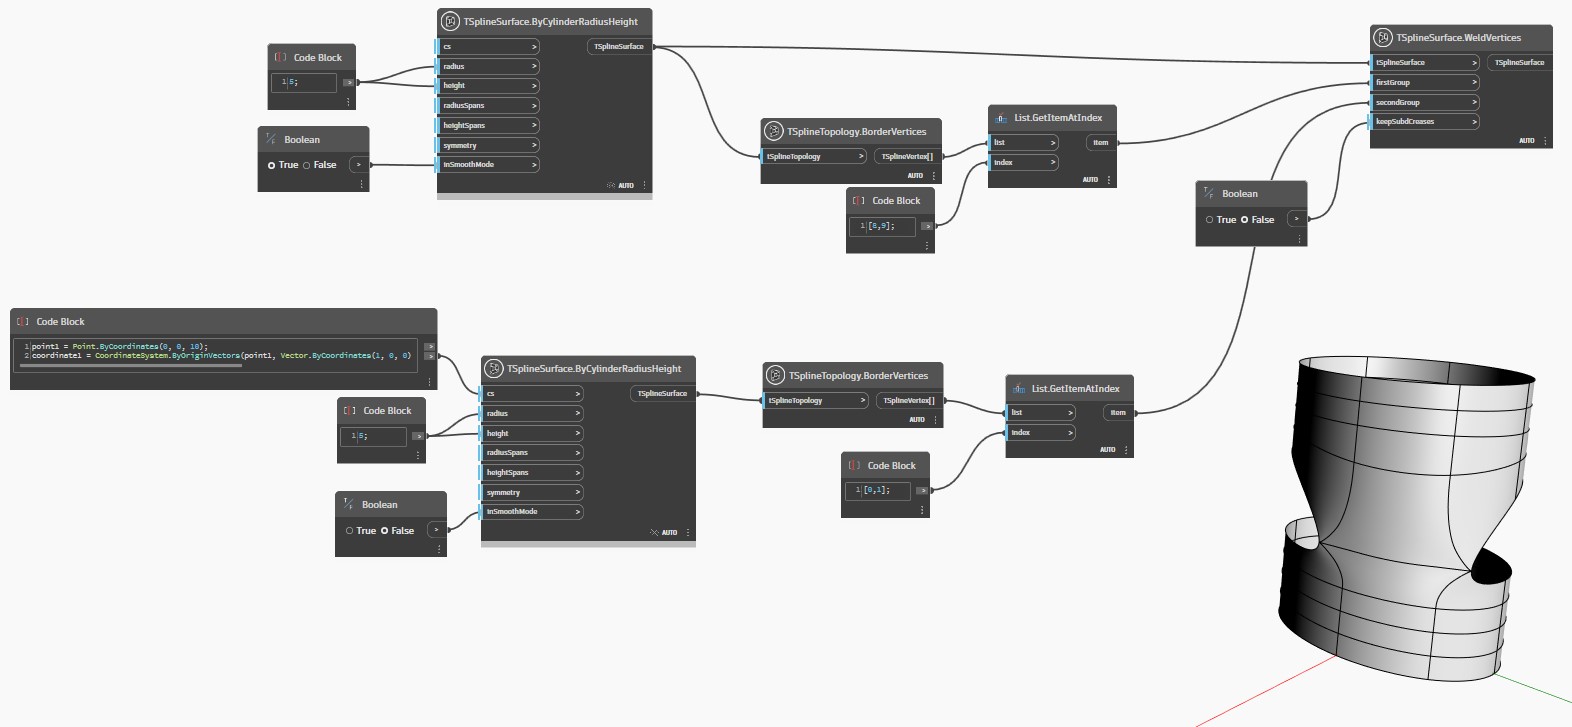 TSplineSurface.ByCylinderRadiusHeight
cs >
TSplineSurface
radius >
height >
radiusSpans >
heightSpans >
symmetry >
inSmoothMode >
AUTO
Code Block
1 5;
>
Boolean
True False >
TSplineTopology.BorderVertices
tSplineTopology > TSplineVertex[]
AUTO
Code Block
1 [8,9];
>
List.GetItemAtIndex
list > item
index >
AUTO
TSplineSurface.WeldVertices
tSplineSurface > TSplineSurface
firstGroup >
secondGroup >
keepSubdCreases >
AUTO
Boolean
True False >
Code Block
1 point1 = Point.ByCoordinates(0, 0, 10);
2 coordinate1 = CoordinateSystem.ByOriginVectors(point1, Vector.ByCoordinates(1, 0, 0)
>
>
TSplineSurface.ByCylinderRadiusHeight
cs > TSplineSurface
radius >
height >
radiusSpans >
heightSpans >
symmetry >
inSmoothMode >
AUTO
Code Block
1 5;
>
Boolean
True False >
TSplineTopology.BorderVertices
tSplineTopology > TSplineVertex[]
AUTO
Code Block
1 [0,1];
>
List.GetItemAtIndex
list > item
index >
AUTO